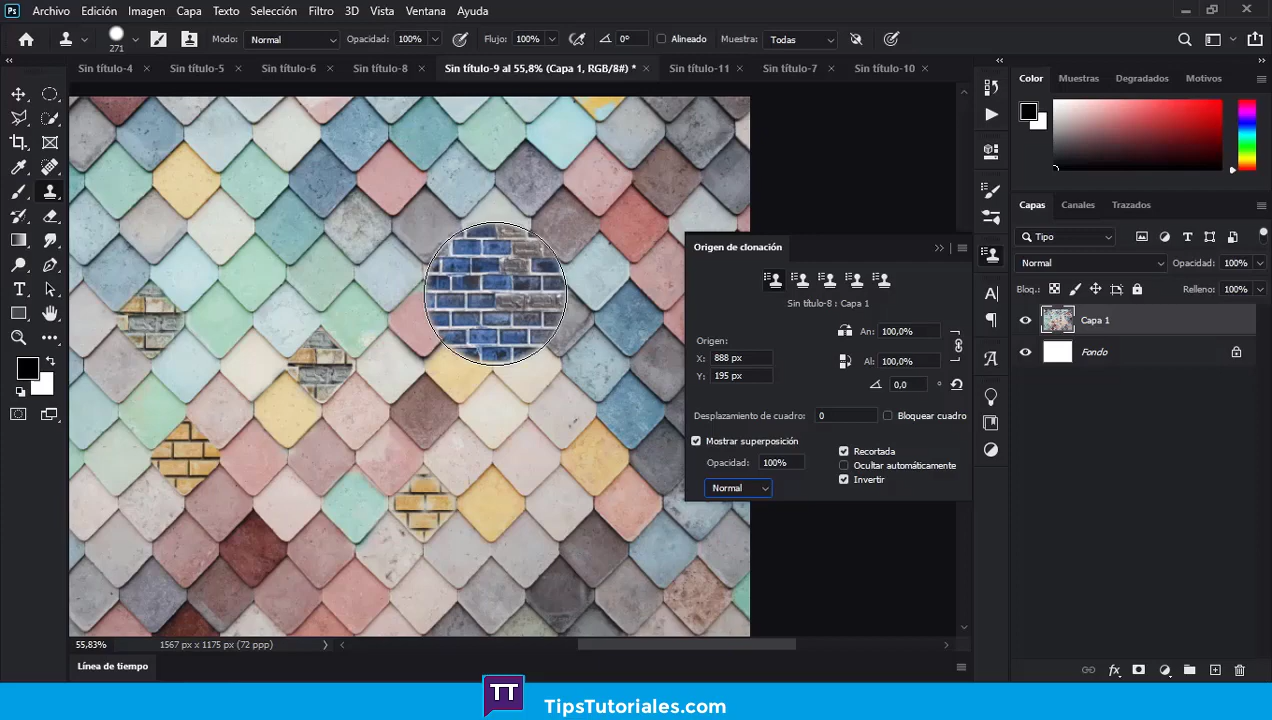 Ps Archivo Edición Imagen Capa Texto Selección Filtro 3D Vista Ventana Ayuda
271 Modo: Normal Opacidad: 100% Flujo: 100% 0° Alineado Muestra: Todas
Sin título-4 × Sin título-5 × Sin título-6 × Sin título-8 × Sin título-9 al 55,8% (Capa 1, RGB/8#) * × Sin título-11 × Sin título-7 × Sin título-10 ×
Color Muestras Degradados Motivos
Capas Canales Trazados
Tipo
Normal Opacidad: 100%
Bloq.: Relleno: 100%
Capa 1
Fondo
Origen de clonación
Sin título-8 : Capa 1
Origen:
X: 888 px
Y: 195 px
An: 100,0%
Al: 100,0%
0,0 °
Desplazamiento de cuadro: 0 Bloquear cuadro
Mostrar superposición
Opacidad: 100%
Normal
Recortada
Ocultar automáticamente
Invertir
55,83% 1567 px x 1175 px (72 ppp)
Línea de tiempo
fx
TT TipsTutoriales.com